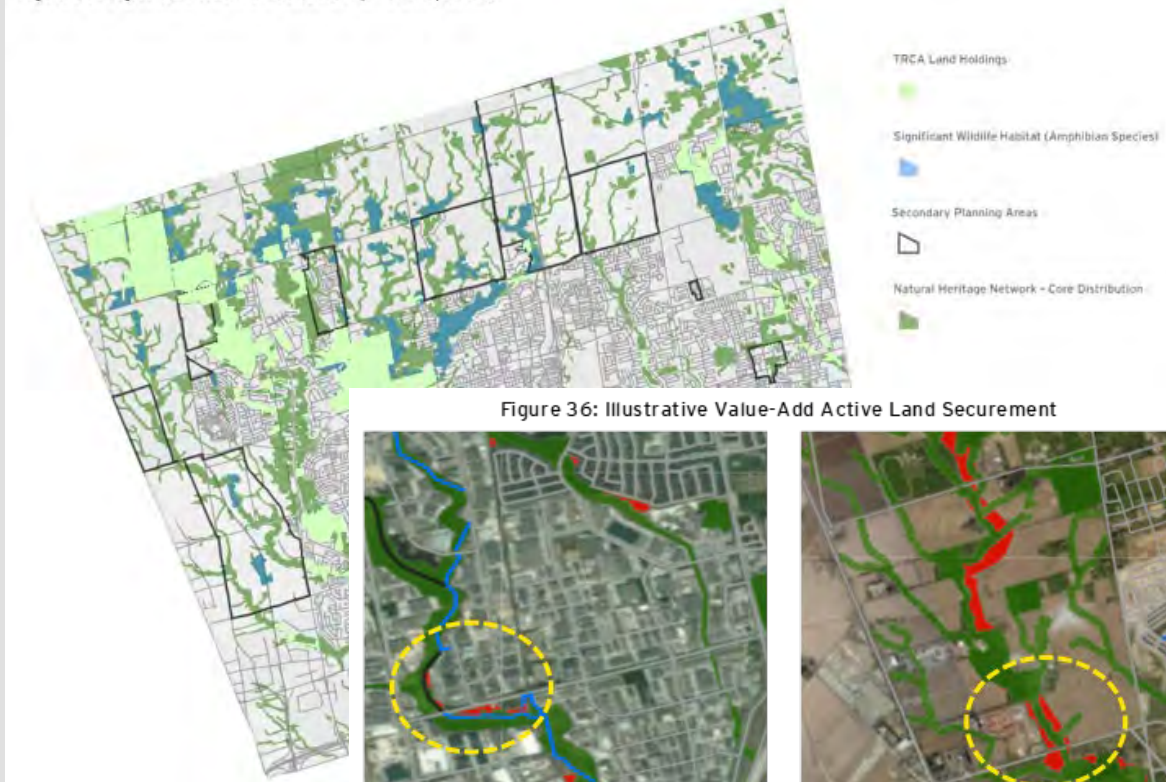 TRCA Land Holdings
Significant Wildlife Habitat (Amphibian Species)
Secondary Planning Areas
Natural Heritage Network - Core Distribution
Figure 36: Illustrative Value-Add Active Land Securement